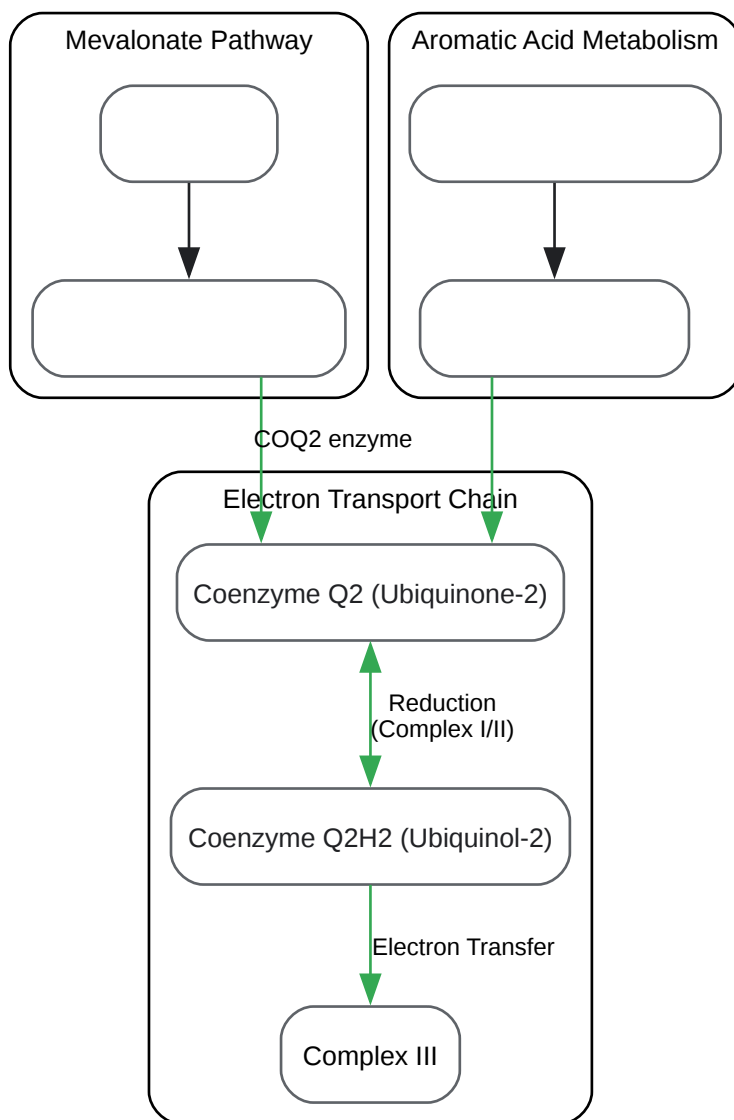 Mevalonate Pathway
Aromatic Acid Metabolism
COQ2 enzyme
Electron Transport Chain
Coenzyme Q2 (Ubiquinone-2)
Reduction
(Complex I/II)
Coenzyme Q2H2 (Ubiquinol-2)
Electron Transfer
Complex III